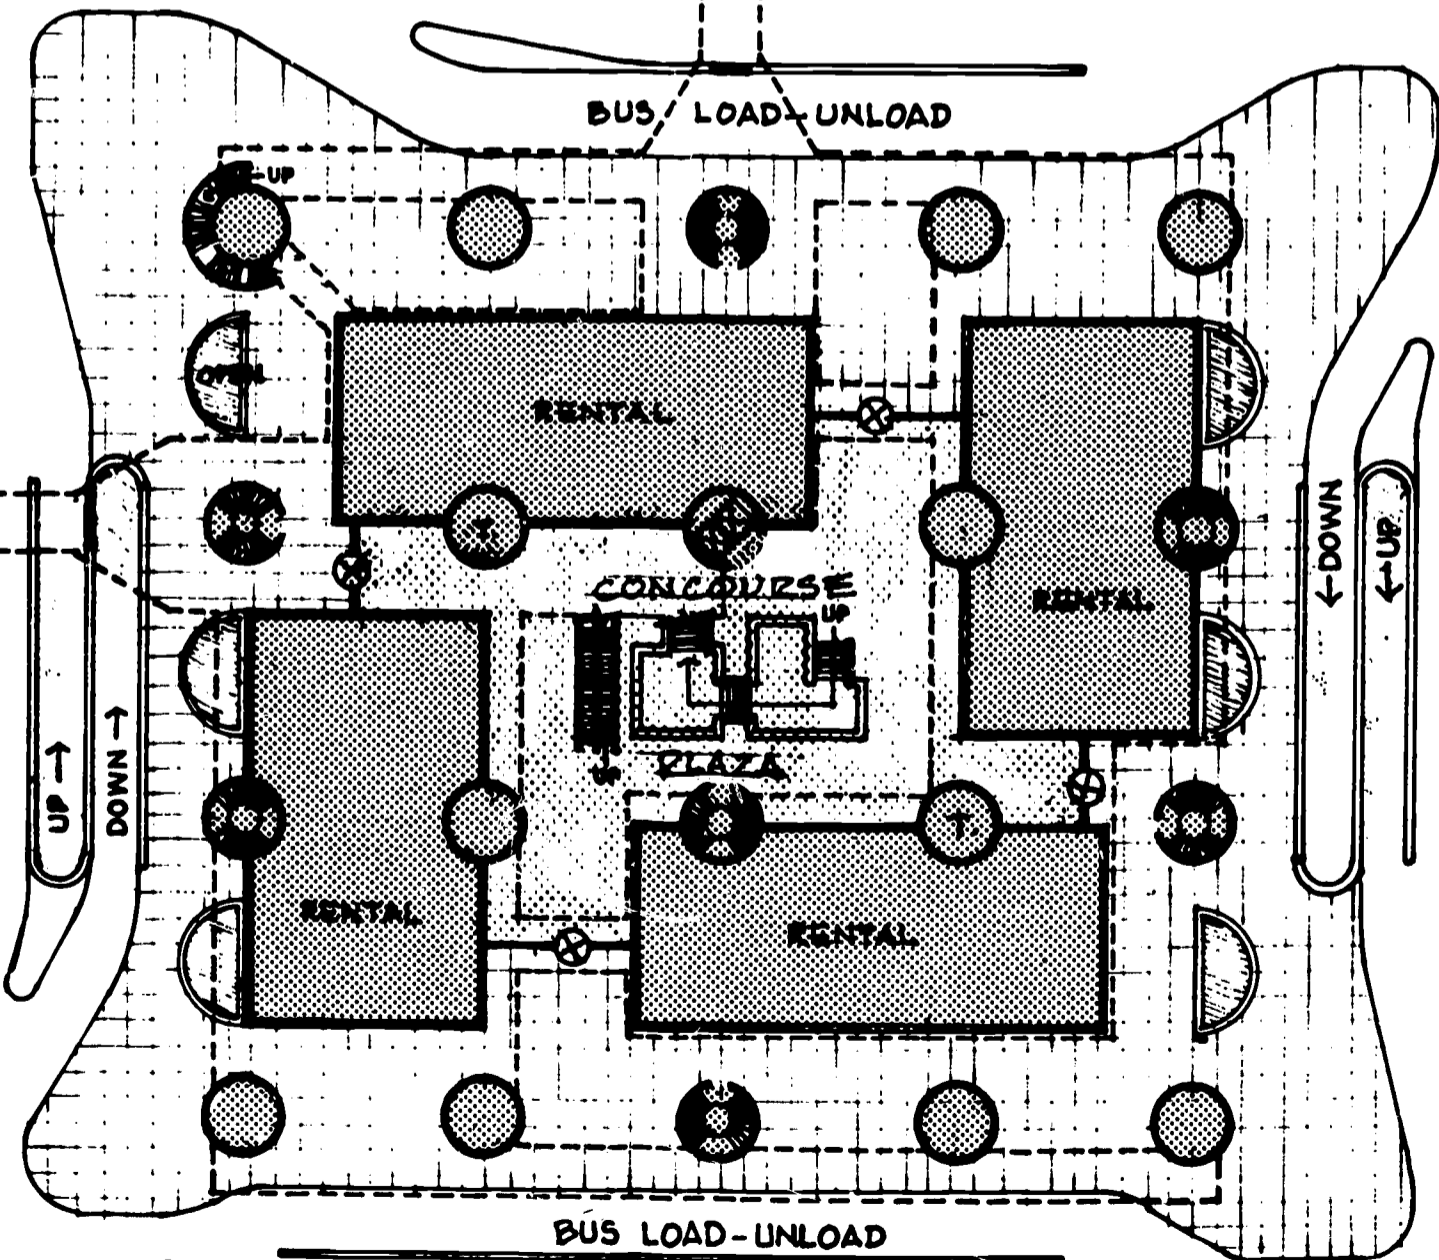 BUS LOAD-UNLOAD
UP
OPEN
RENTAL
CONCOURSE
UP
RENTAL
←DOWN
←UP
PLAZA
UP
UP →
DOWN →
RENTAL
RENTAL
BUS LOAD-UNLOAD